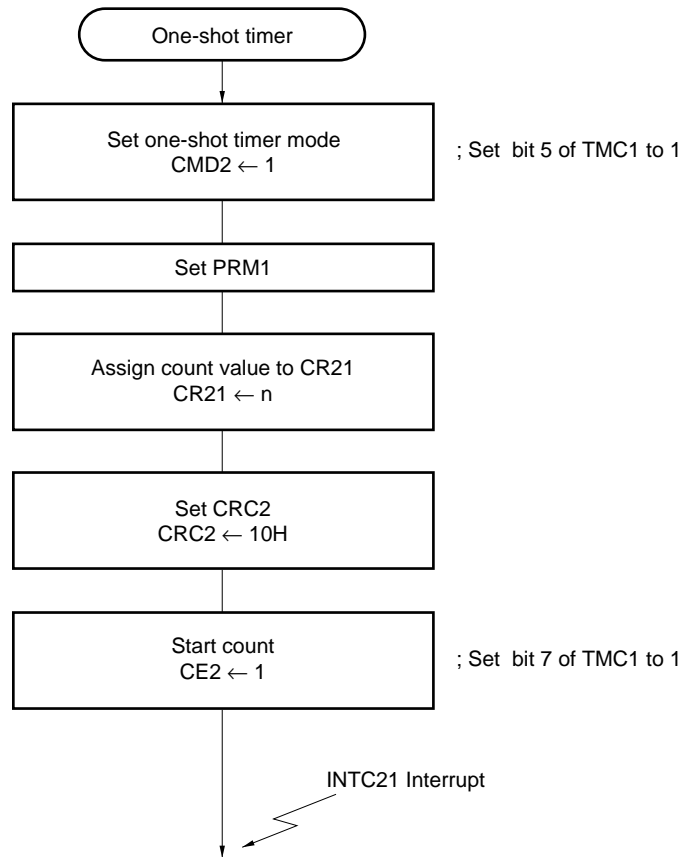 One-shot timer
Set one-shot timer mode
CMD2 ← 1
; Set bit 5 of TMC1 to 1
Set PRM1
Assign count value to CR21
CR21 ← n
Set CRC2
CRC2 ← 10H
Start count
CE2 ← 1
; Set bit 7 of TMC1 to 1
INTC21 Interrupt